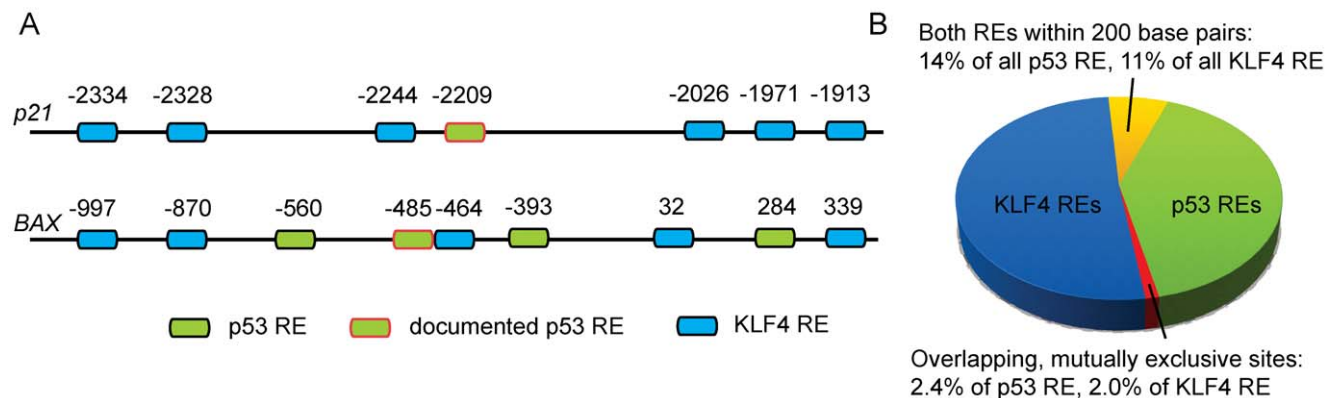 A
-2334 -2328 -2244 -2209 -2026 -1971 -1913
p21
-997 -870 -560 -485 -464 -393 32 284 339
BAX
p53 RE documented p53 RE KLF4 RE
B
Both REs within 200 base pairs:
14% of all p53 RE, 11% of all KLF4 RE
KLF4 REs p53 REs
Overlapping, mutually exclusive sites:
2.4% of p53 RE, 2.0% of KLF4 RE